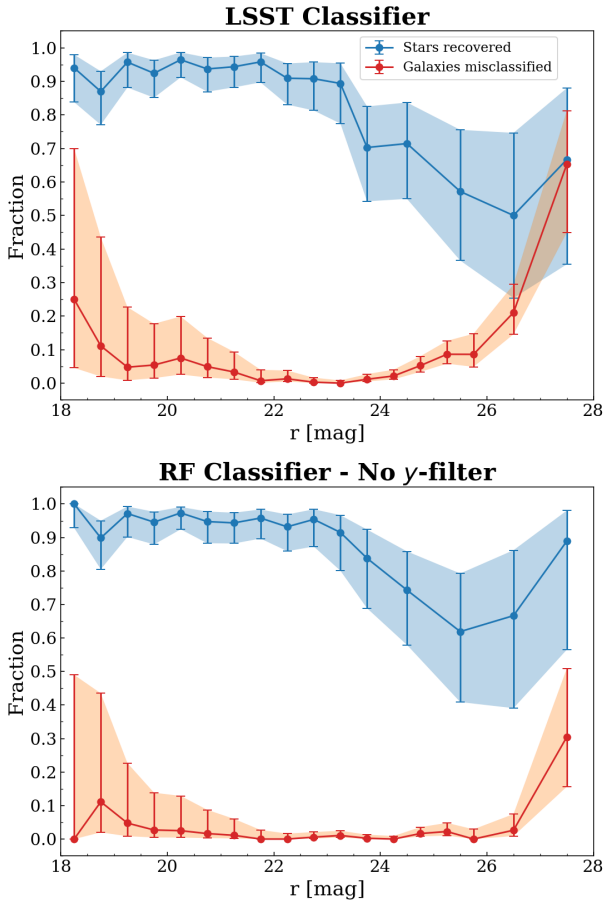 LSST Classifier
Stars recovered
Galaxies misclassified
1.0
0.9
0.8
0.7
0.6
0.5
0.4
0.3
0.2
0.1
0.0
Fraction
18 20 22 24 26 28
r [mag]
RF Classifier - No y-filter
1.0
0.9
0.8
0.7
0.6
0.5
0.4
0.3
0.2
0.1
0.0
Fraction
18 20 22 24 26 28
r [mag]